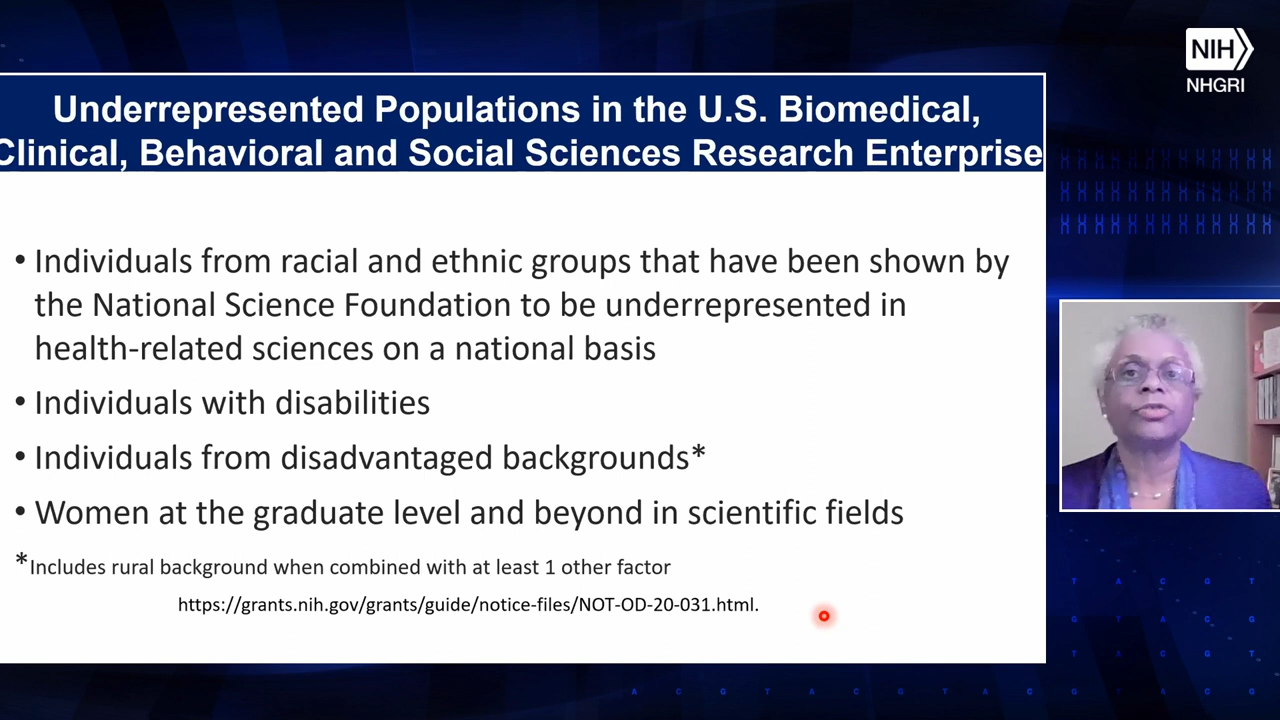 NIH
NHGRI
Underrepresented Populations in the U.S. Biomedical,
Clinical, Behavioral and Social Sciences Research Enterprise
• Individuals from racial and ethnic groups that have been shown by
the National Science Foundation to be underrepresented in
health-related sciences on a national basis
• Individuals with disabilities
• Individuals from disadvantaged backgrounds*
• Women at the graduate level and beyond in scientific fields
*Includes rural background when combined with at least 1 other factor
https://grants.nih.gov/grants/guide/notice-files/NOT-OD-20-031.html.
T A C G T
G T A C G
T A C G T
A C G T A C G T A C G T A C G